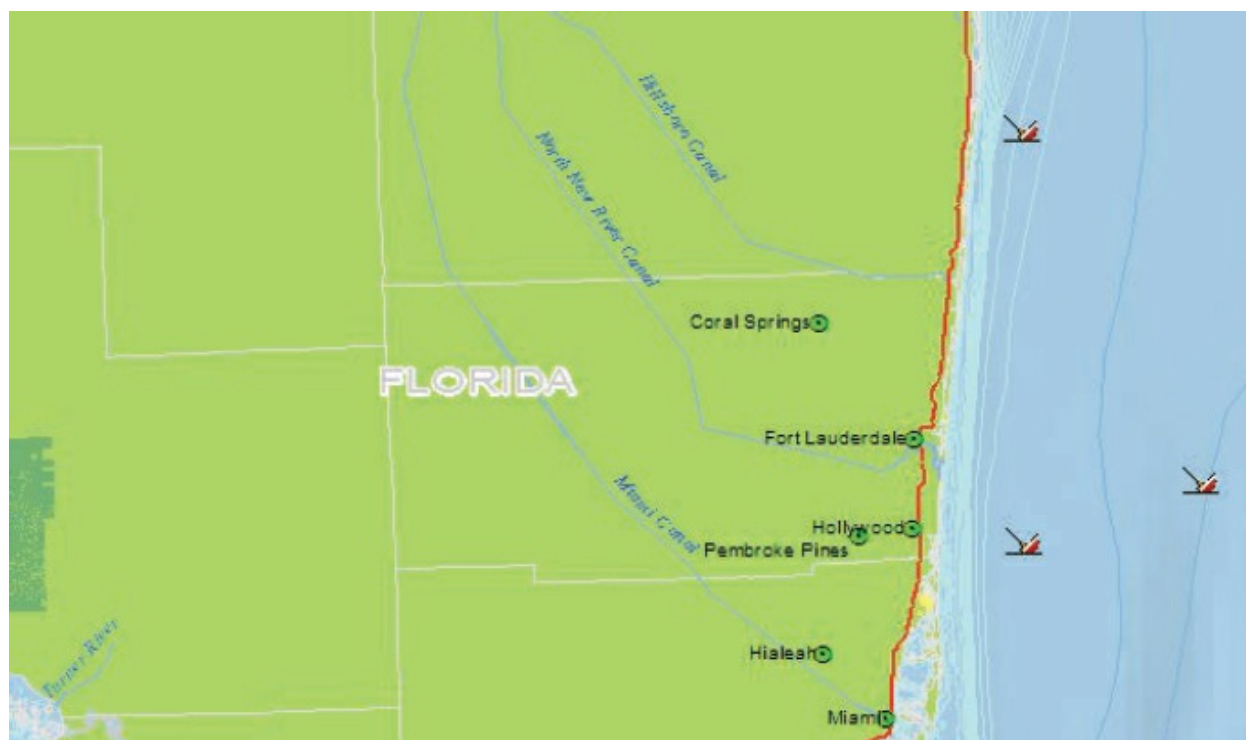 Hillsboro Canal
North New River Canal
Coral Springs
FLORIDA
Fort Lauderdale
Miami Canal
Hollywood
Pembroke Pines
Turner River
Hialeah
Miami